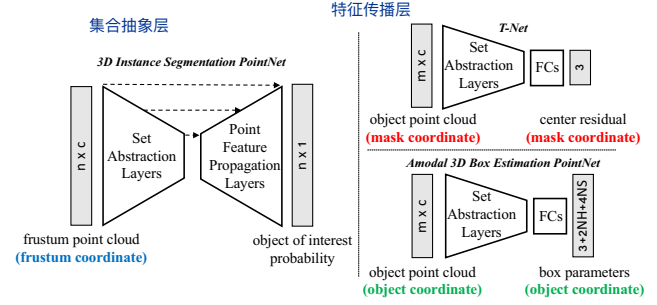 集合抽象层
特征传播层
3D Instance Segmentation PointNet
n x c
Set
Abstraction
Layers
Point
Feature
Propagation
Layers
n x 1
frustum point cloud
(frustum coordinate)
object of interest
probability
T-Net
m x c
Set
Abstraction
Layers
FCs
3
object point cloud
(mask coordinate)
center residual
(mask coordinate)
Amodal 3D Box Estimation PointNet
m x c
Set
Abstraction
Layers
FCs
3+2NH+4NS
object point cloud
(object coordinate)
box parameters
(object coordinate)